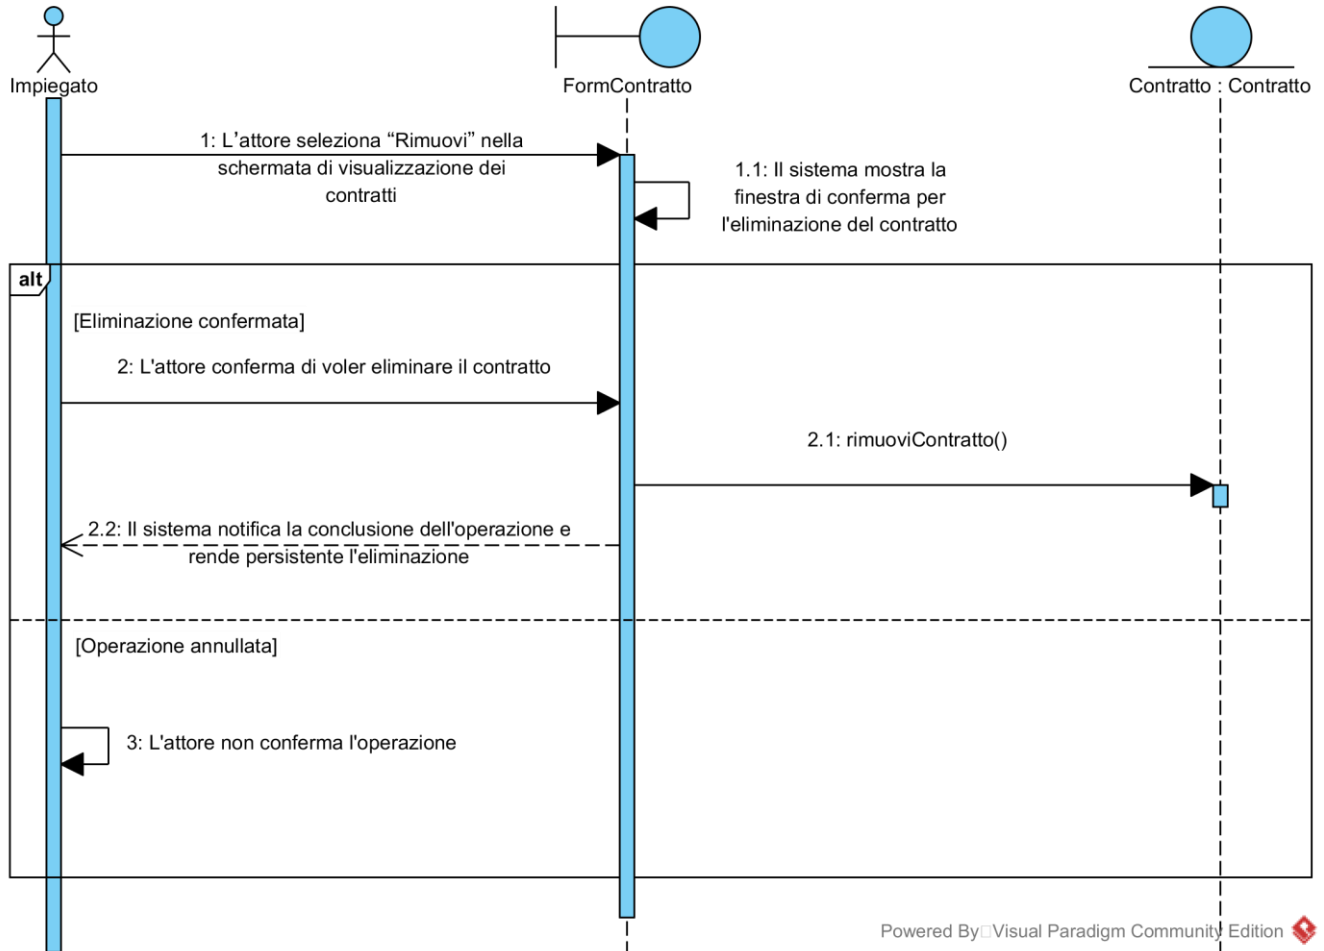 Impiegato
FormContratto
Contratto : Contratto
1: L'attore seleziona “Rimuovi” nella
schermata di visualizzazione dei
contratti
1.1: Il sistema mostra la
finestra di conferma per
l'eliminazione del contratto
alt
[Eliminazione confermata]
2: L'attore conferma di voler eliminare il contratto
2.1: rimuoviContratto()
2.2: Il sistema notifica la conclusione dell'operazione e
rende persistente l'eliminazione
[Operazione annullata]
3: L'attore non conferma l'operazione
Powered By Visual Paradigm Community Edition